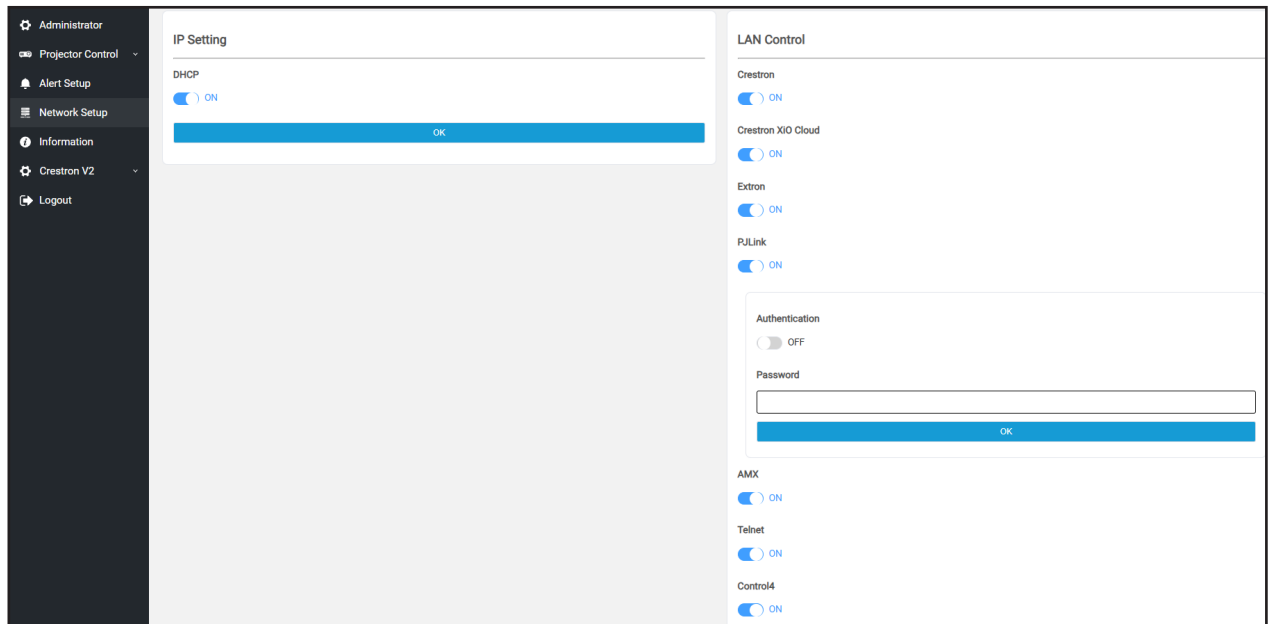 Administrator
Projector Control
Alert Setup
Network Setup
Information
Crestron V2
Logout
IP Setting
DHCP
ON
OK
LAN Control
Crestron
ON
Crestron XiO Cloud
ON
Extron
ON
PJLink
ON
Authentication
OFF
Password
OK
AMX
ON
Telnet
ON
Control4
ON